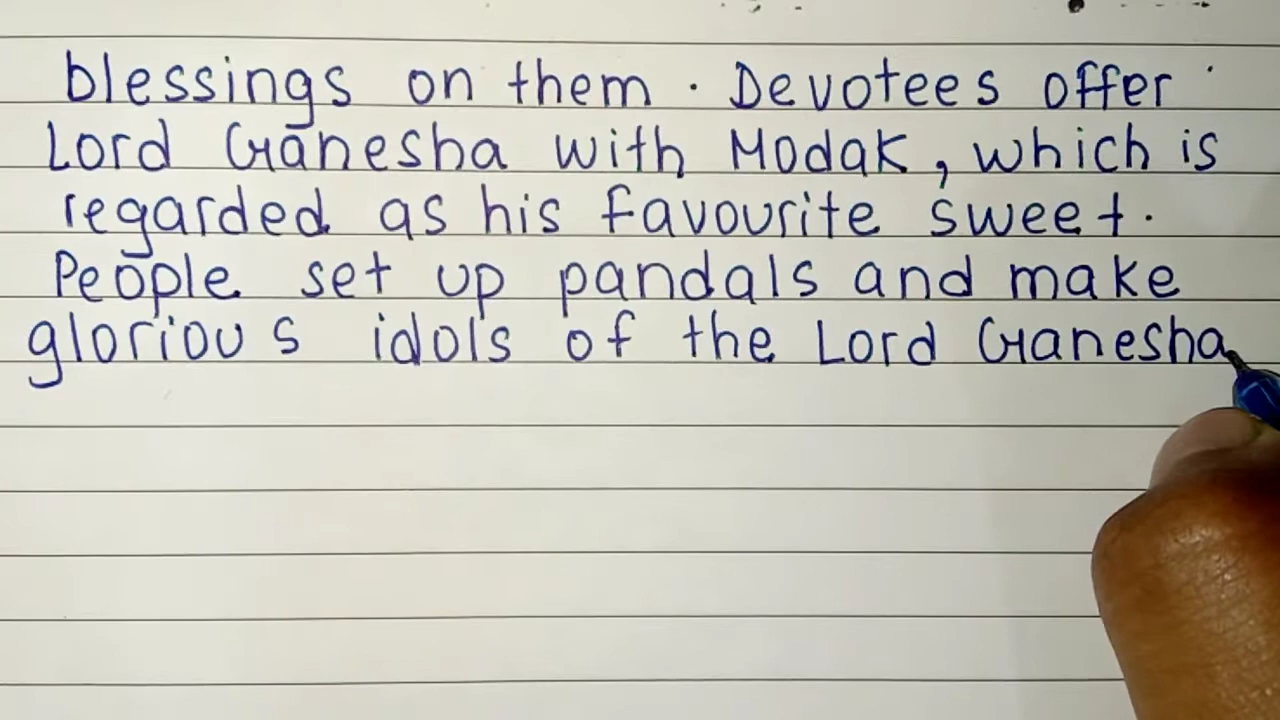 blessings on them. Devotees offer
Lord Ganesha with Modak, which is
regarded as his favourite sweet.
People set up pandals and make
glorious idols of the Lord Ganesha